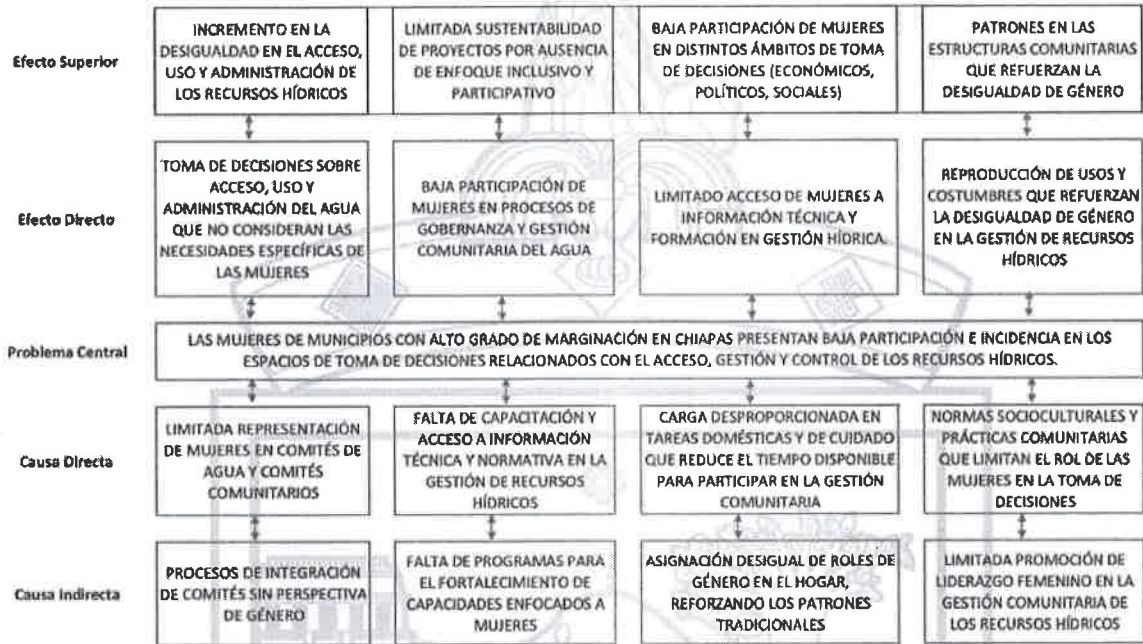 Efecto Superior
INCREMENTO EN LA
DESIGUALDAD EN EL ACCESO,
USO Y ADMINISTRACIÓN DE
LOS RECURSOS HÍDRICOS
LIMITADA SUSTENTABILIDAD
DE PROYECTOS POR AUSENCIA
DE ENFOQUE INCLUSIVO Y
PARTICIPATIVO
BAJA PARTICIPACIÓN DE MUJERES
EN DISTINTOS ÁMBITOS DE TOMA
DE DECISIONES (ECONÓMICOS,
POLÍTICOS, SOCIALES)
PATRONES EN LAS
ESTRUCTURAS COMUNITARIAS
QUE REFUERZAN LA
DESIGUALDAD DE GÉNERO
Efecto Directo
TOMA DE DECISIONES SOBRE
ACCESO, USO Y
ADMINISTRACIÓN DEL AGUA
QUE NO CONSIDERAN LAS
NECESIDADES ESPECÍFICAS DE
LAS MUJERES
BAJA PARTICIPACIÓN DE
MUJERES EN PROCESOS DE
GOBERNANZA Y GESTIÓN
COMUNITARIA DEL AGUA
LIMITADO ACCESO DE MUJERES A
INFORMACIÓN TÉCNICA Y
FORMACIÓN EN GESTIÓN HÍDRICA.
REPRODUCCIÓN DE USOS Y
COSTUMBRES QUE REFUERZAN
LA DESIGUALDAD DE GÉNERO
EN LA GESTIÓN DE RECURSOS
HÍDRICOS
Problema Central
LAS MUJERES DE MUNICIPIOS CON ALTO GRADO DE MARGINACIÓN EN CHIAPAS PRESENTAN BAJA PARTICIPACIÓN E INCIDENCIA EN LOS
ESPACIOS DE TOMA DE DECISIONES RELACIONADOS CON EL ACCESO, GESTIÓN Y CONTROL DE LOS RECURSOS HÍDRICOS.
Causa Directa
LIMITADA REPRESENTACIÓN
DE MUJERES EN COMITÉS DE
AGUA Y COMITÉS
COMUNITARIOS
FALTA DE CAPACITACIÓN Y
ACCESO A INFORMACIÓN
TÉCNICA Y NORMATIVA EN LA
GESTIÓN DE RECURSOS
HÍDRICOS
CARGA DESPROPORCIONADA EN
TAREAS DOMÉSTICAS Y DE CUIDADO
QUE REDUCE EL TIEMPO DISPONIBLE
PARA PARTICIPAR EN LA GESTIÓN
COMUNITARIA
NORMAS SOCIOCULTURALES Y
PRÁCTICAS COMUNITARIAS
QUE LIMITAN EL ROL DE LAS
MUJERES EN LA TOMA DE
DECISIONES
Causa Indirecta
PROCESOS DE INTEGRACIÓN
DE COMITÉS SIN PERSPECTIVA
DE GÉNERO
FALTA DE PROGRAMAS PARA
EL FORTALECIMIENTO DE
CAPACIDADES ENFOCADOS A
MUJERES
ASIGNACIÓN DESIGUAL DE ROLES DE
GÉNERO EN EL HOGAR,
REFORZANDO LOS PATRONES
TRADICIONALES
LIMITADA PROMOCIÓN DE
LIDERAZGO FEMENINO EN LA
GESTIÓN COMUNITARIA DE
LOS RECURSOS HÍDRICOS